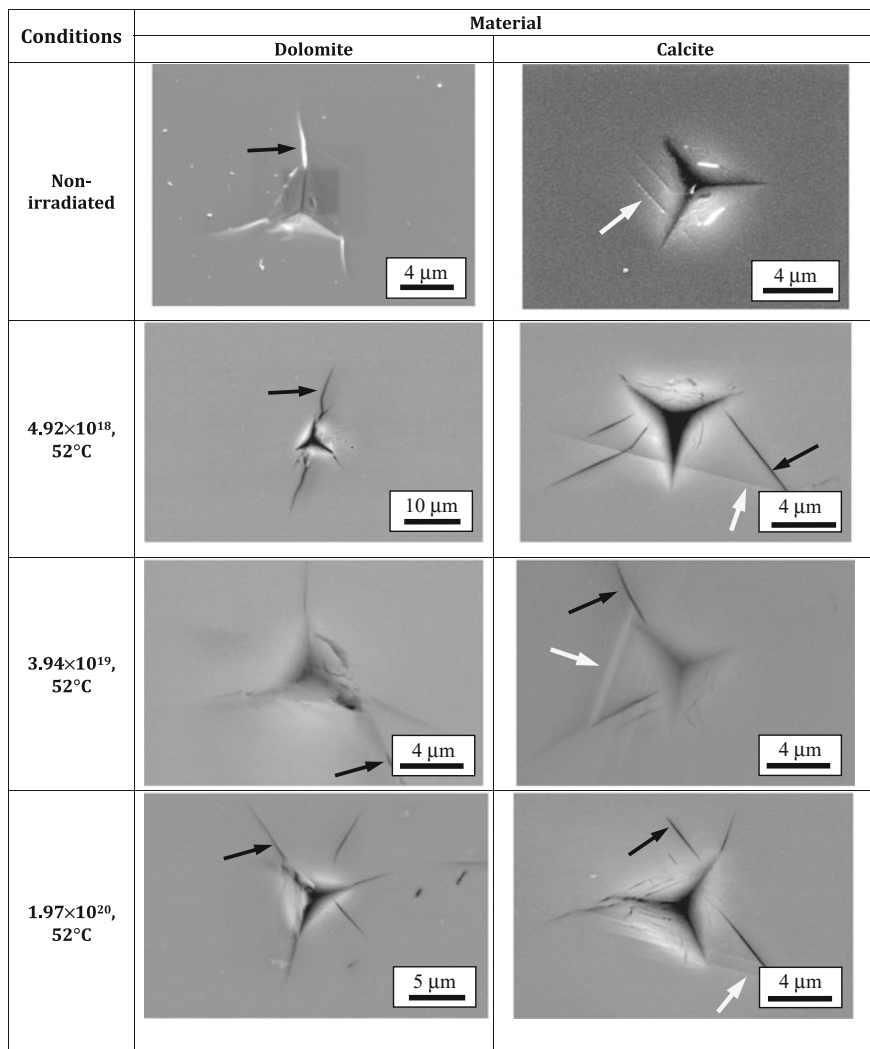 Conditions
Material
Dolomite
Calcite
Non-
irradiated
4 μm
4 μm
4.92×10¹⁸,
52°C
10 μm
4 μm
3.94×10¹⁹,
52°C
4 μm
4 μm
1.97×10²⁰,
52°C
5 μm
4 μm